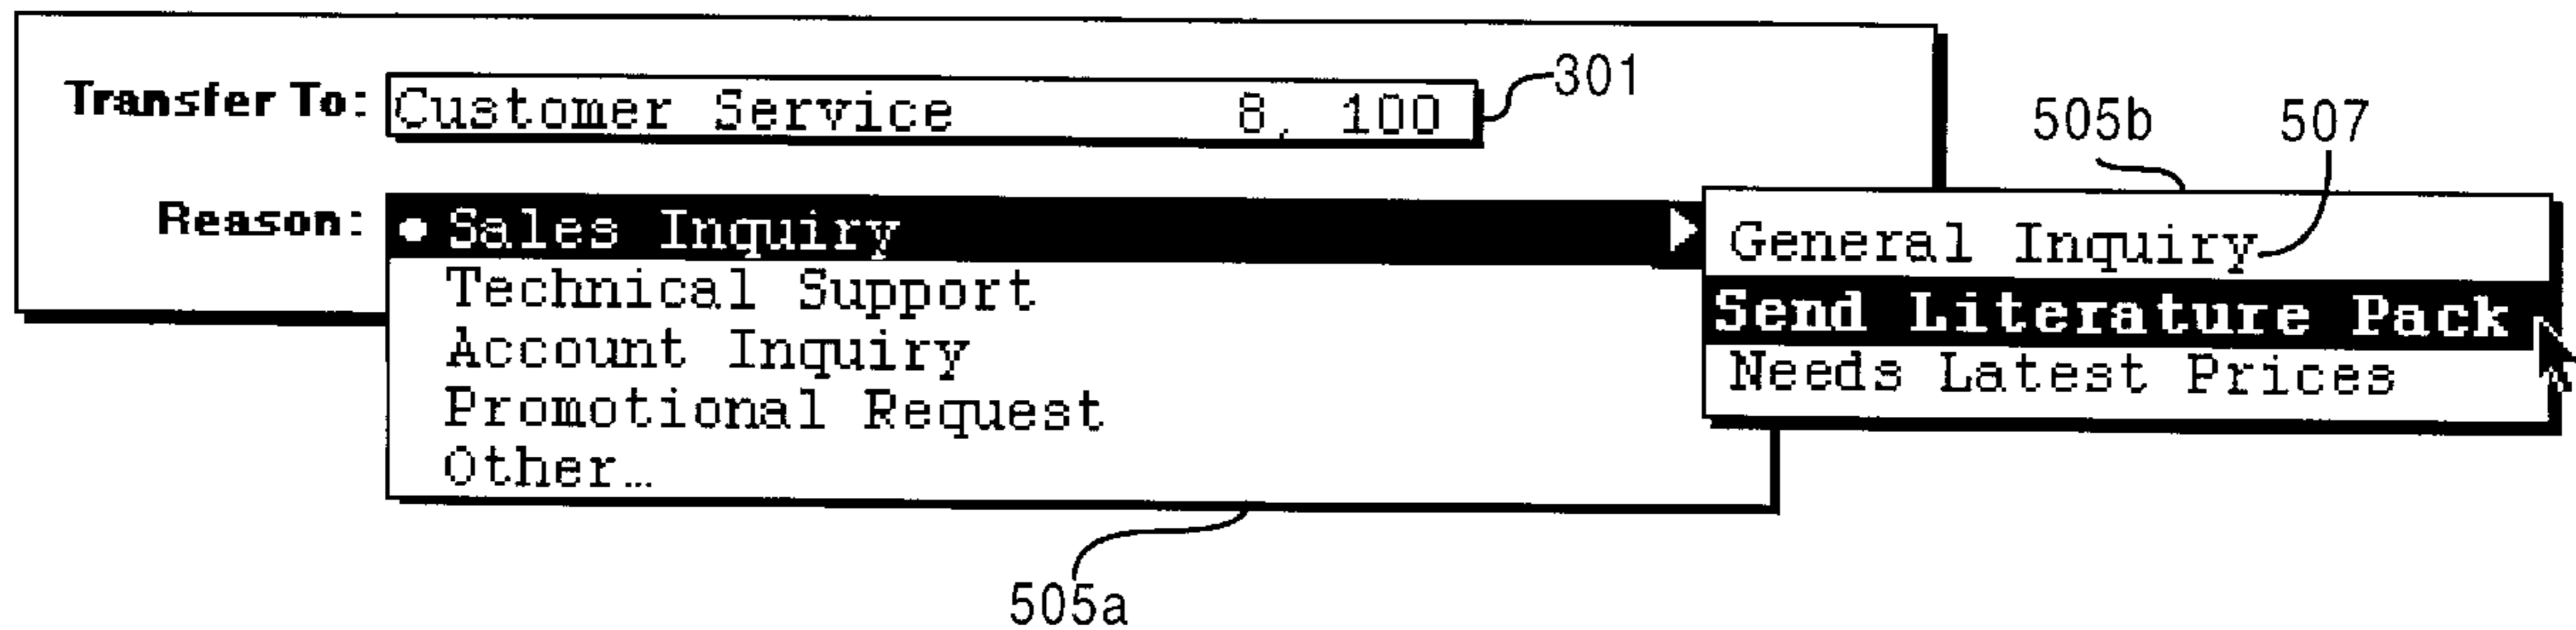 Transfer To: Customer Service 8, 100 301
505b 507
Reason: Sales Inquiry
General Inquiry
Technical Support
Send Literature Pack
Account Inquiry
Needs Latest Prices
Promotional Request
Other…
505a